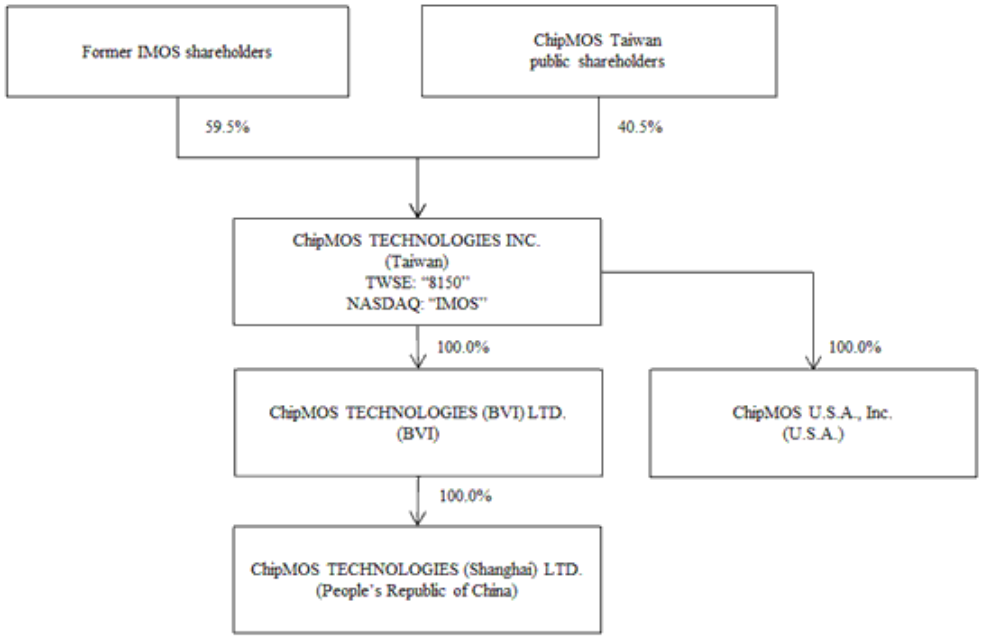 Former IMOS shareholders
ChipMOS Taiwan
public shareholders
59.5%
40.5%
ChipMOS TECHNOLOGIES INC.
(Taiwan)
TWSE: “8150”
NASDAQ: “IMOS”
100.0%
100.0%
ChipMOS TECHNOLOGIES (BVI) LTD.
(BVI)
ChipMOS U.S.A., Inc.
(U.S.A.)
100.0%
ChipMOS TECHNOLOGIES (Shanghai) LTD.
(People’s Republic of China)